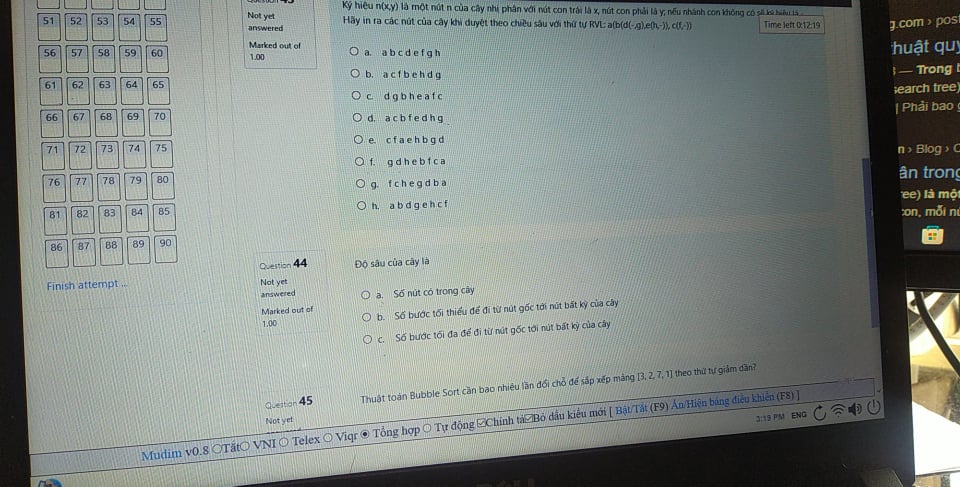 51 52 53 54 55
56 57 58 59 60
61 62 63 64 65
66 67 68 69 70
71 72 73 74 75
76 77 78 79 80
81 82 83 84 85
86 87 88 89 90
Finish attempt ...
Not yet
answered
Marked out of
1.00
Ký hiệu n(x,y) là một nút n của cây nhị phân với nút con trái là x, nút con phải là y; nếu nhánh con không có sẽ ký hiệu là -
Hãy in ra các nút của cây khi duyệt theo chiều sâu với thứ tự RVL: a(b(d(-,g),e(h,-)), c(f,-))
Time left 0:12:19
a. a b c d e f g h
b. a c f b e h d g
c. d g b h e a f c
d. a c b f e d h g
e. c f a e h b g d
f. g d h e b f c a
g. f c h e g d b a
h. a b d g e h c f
Question 44
Not yet
answered
Marked out of
1.00
Độ sâu của cây là
a. Số nút có trong cây
b. Số bước tối thiểu để đi từ nút gốc tới nút bất kỳ của cây
c. Số bước tối đa để đi từ nút gốc tới nút bất kỳ của cây
Question 45
Not yet
Thuật toán Bubble Sort cần bao nhiêu lần đổi chỗ để sắp xếp mảng [3, 2, 7, 1] theo thứ tự giảm dần?
Mudim v0.8 Tắt VNI Telex Viqr Tổng hợp Tự động Chính tả Bỏ dấu kiểu mới [ Bật/Tắt (F9) Ẩn/Hiện bảng điều khiển (F8) ]
3:19 PM ENG
g.com › post
huật quy
— Trong
search tree)
Phải bao
n › Blog › C
ân trong
ree) là một
con, mỗi nú